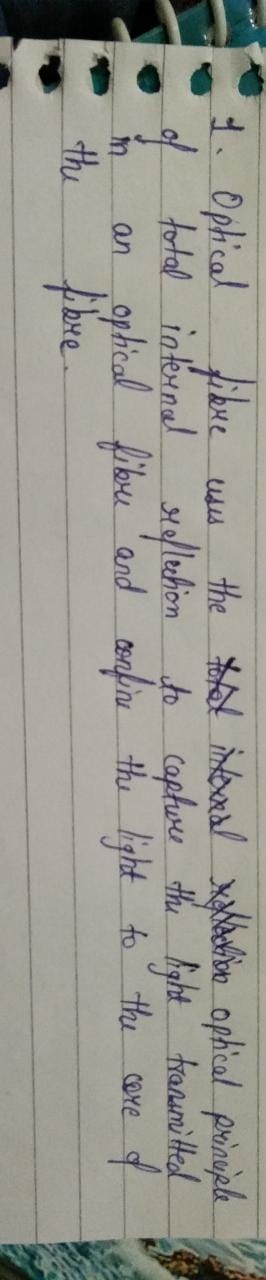 1. Optical fibre uses the total internal reflection optical principle
of total internal reflection to capture the light transmitted
in an optical fibre and confine the light to the core of
the fibre.